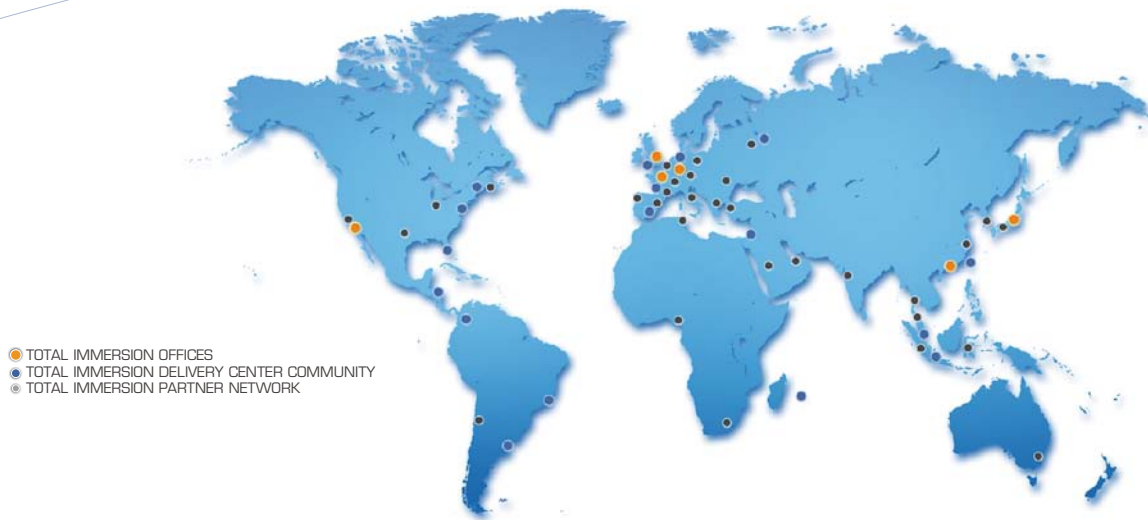 TOTAL IMMERSION OFFICES
TOTAL IMMERSION DELIVERY CENTER COMMUNITY
TOTAL IMMERSION PARTNER NETWORK